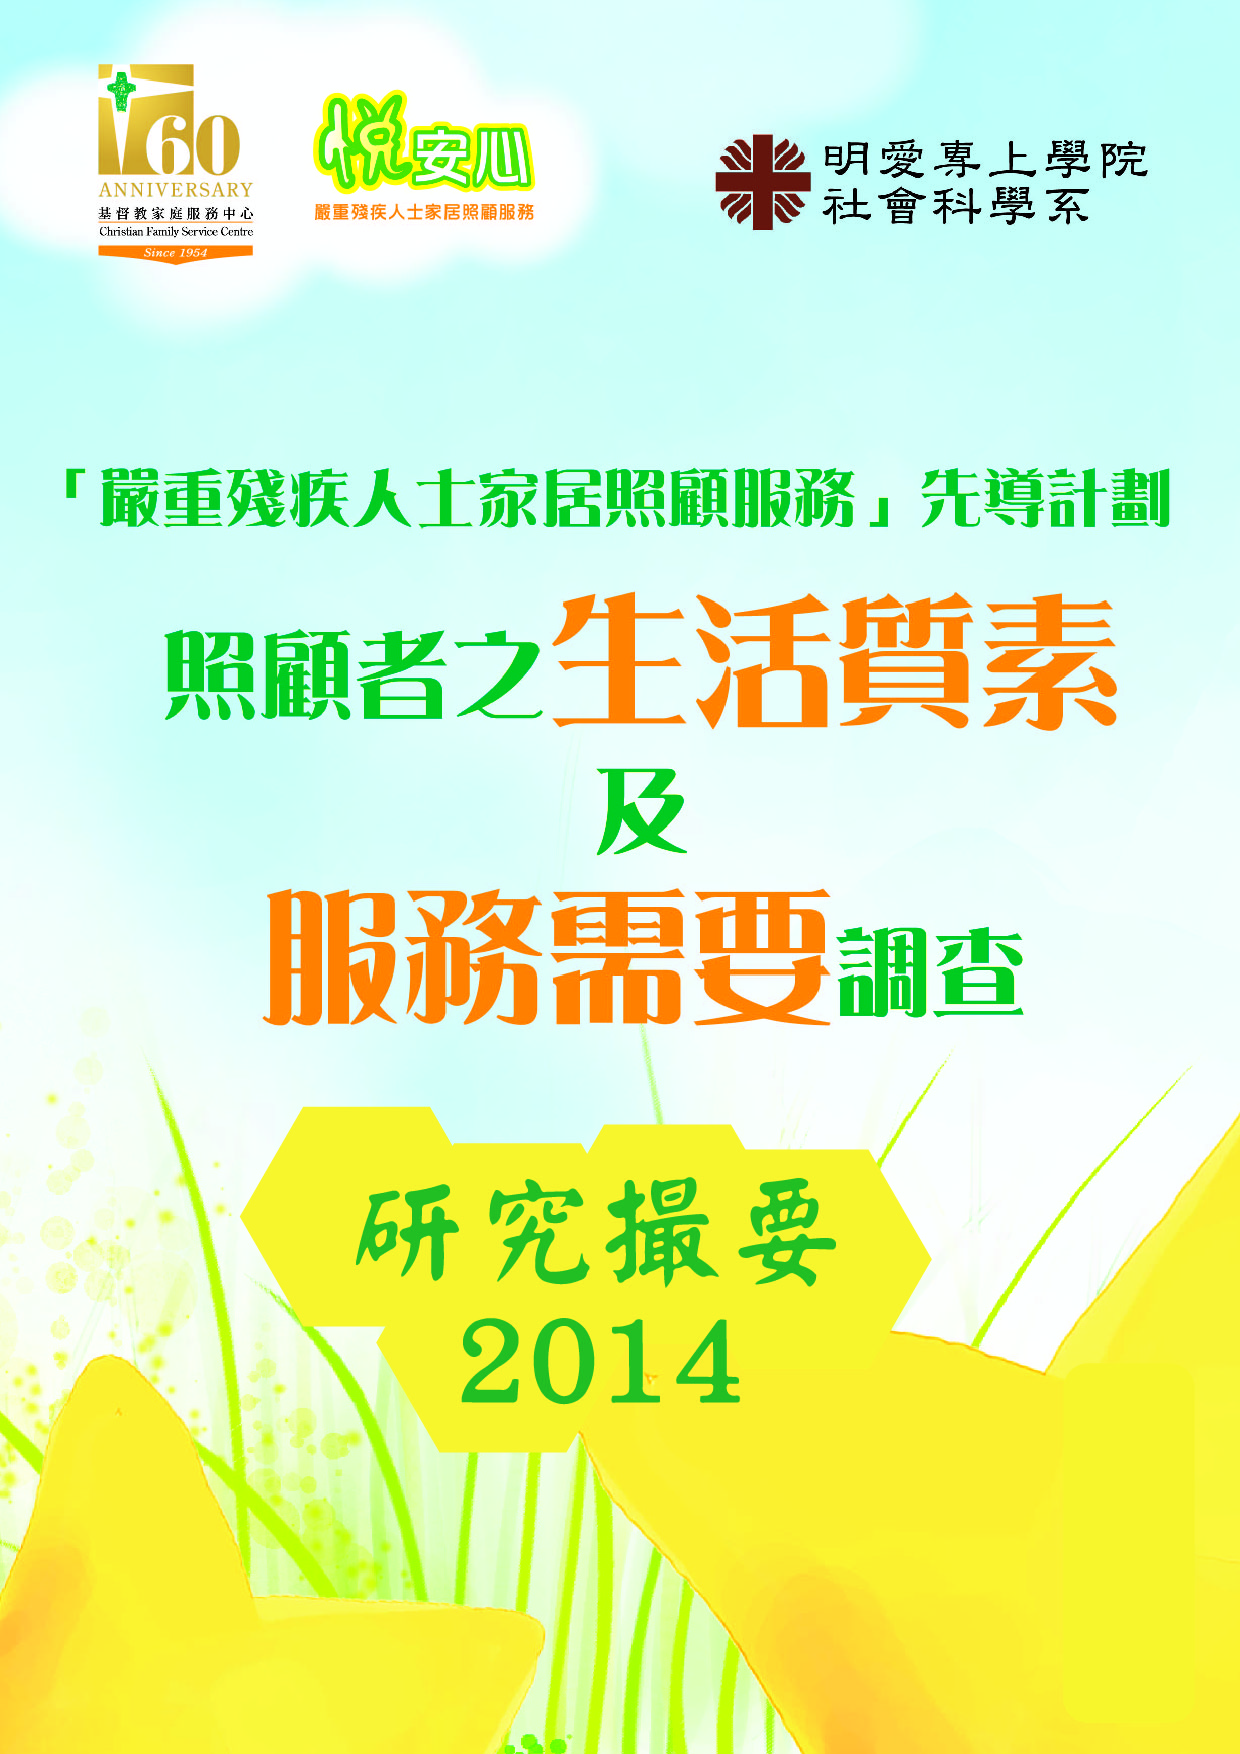 60
ANNIVERSARY
基督教家庭服務中心
Christian Family Service Centre
Since 1954
悦安心
嚴重殘疾人士家居照顧服務
明愛專上學院
社會科學系
「嚴重殘疾人士家居照顧服務」先導計劃
照顧者之生活質素
及
服務需要調查
研究撮要
2014